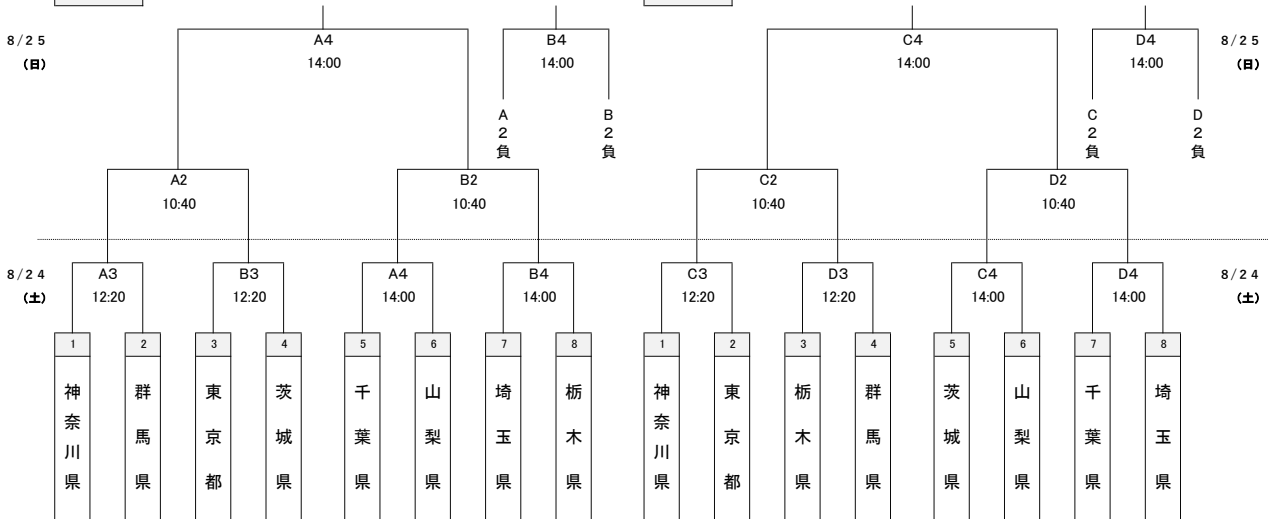 A4 B4 C4 D4
8/25 8/25
(日) 14:00 14:00 14:00 14:00 (日)
A2負 B2負 C2負 D2負
A2 B2 C2 D2
10:40 10:40 10:40 10:40
8/24 A3 B3 A4 B4 C3 D3 C4 D4 8/24
(土) 12:20 12:20 14:00 14:00 12:20 12:20 14:00 14:00 (土)
1 2 3 4 5 6 7 8 1 2 3 4 5 6 7 8
神奈川県
群馬県
東京都
茨城県
千葉県
山梨県
埼玉県
栃木県
神奈川県
東京都
栃木県
群馬県
茨城県
山梨県
千葉県
埼玉県